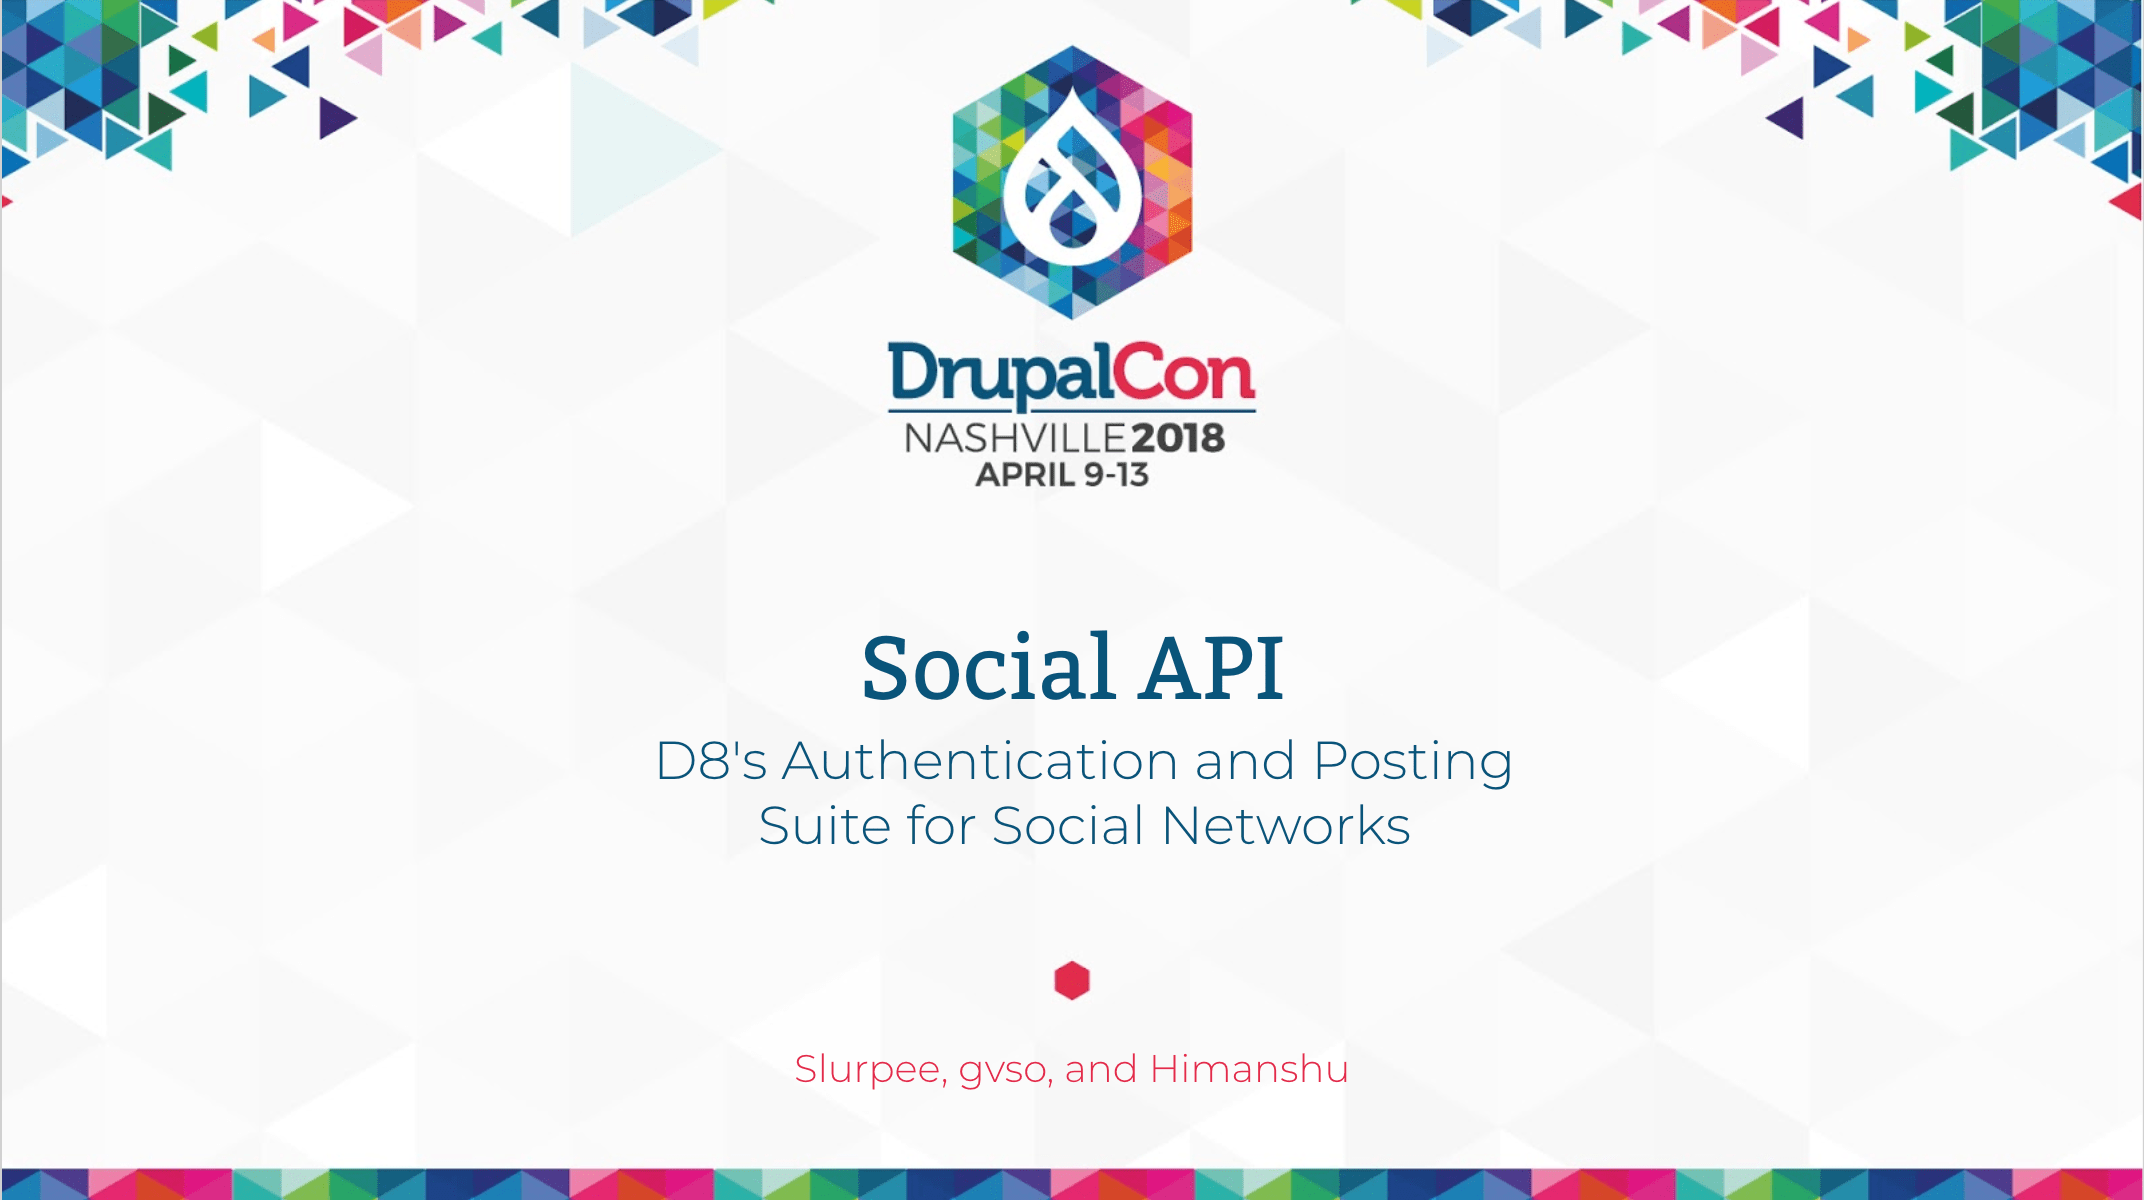 DrupalCon
NASHVILLE 2018
APRIL 9-13
Social API
D8's Authentication and Posting
Suite for Social Networks
Slurpee, gvso, and Himanshu